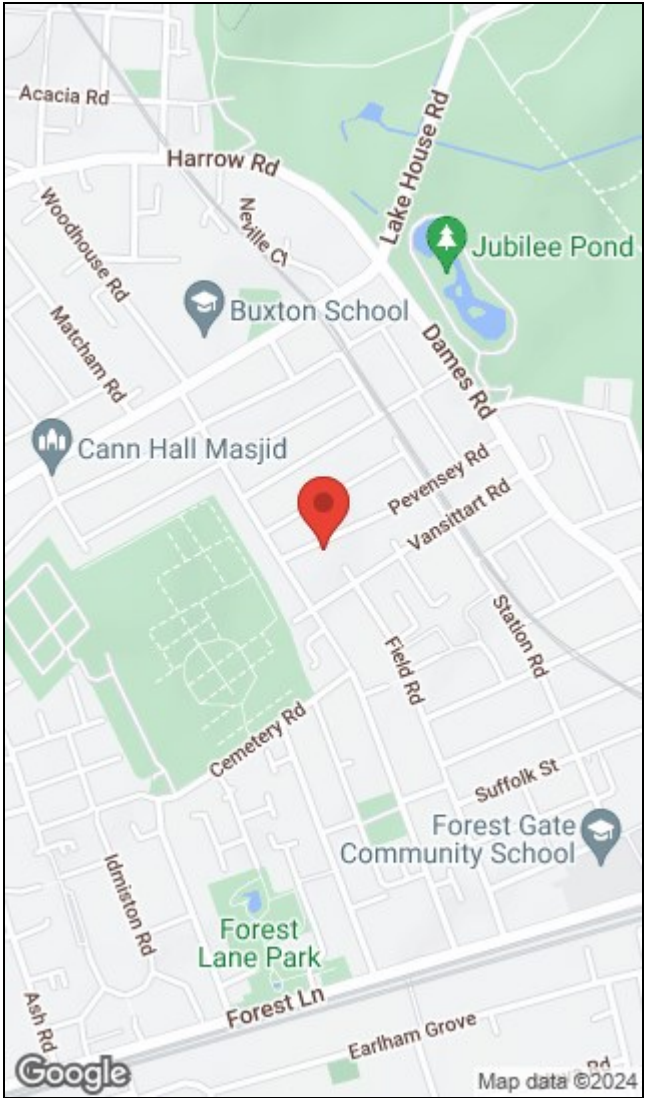 Acacia Rd
Harrow Rd
Lake House Rd
Woodhouse Rd
Neville Cl
Jubilee Pond
Buxton School
Matcham Rd
Dames Rd
Cann Hall Masjid
Pevensey Rd
Vansittart Rd
Station Rd
Field Rd
Cemetery Rd
Suffolk St
Forest Gate
Community School
Idmiston Rd
Forest
Lane Park
Forest Ln
Ash Rd
Earlham Grove
Rd
Google
Map data ©2024